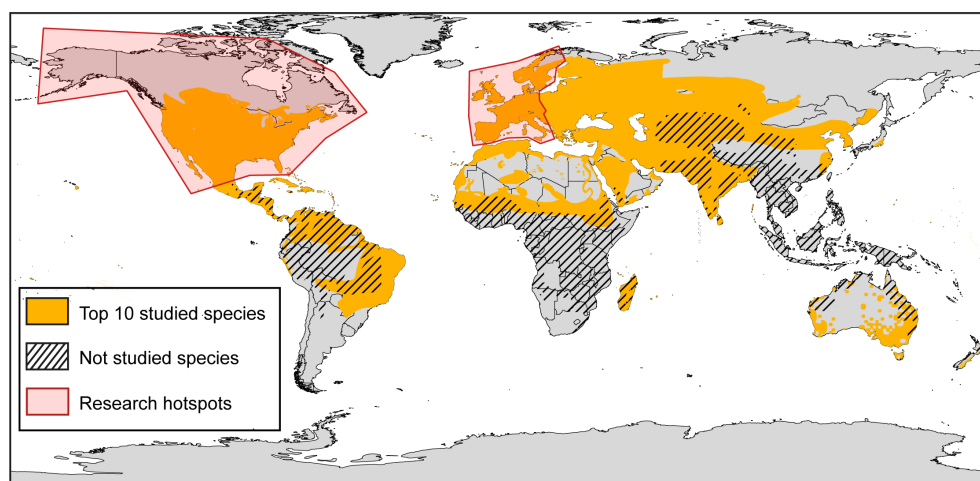 Top 10 studied species
Not studied species
Research hotspots